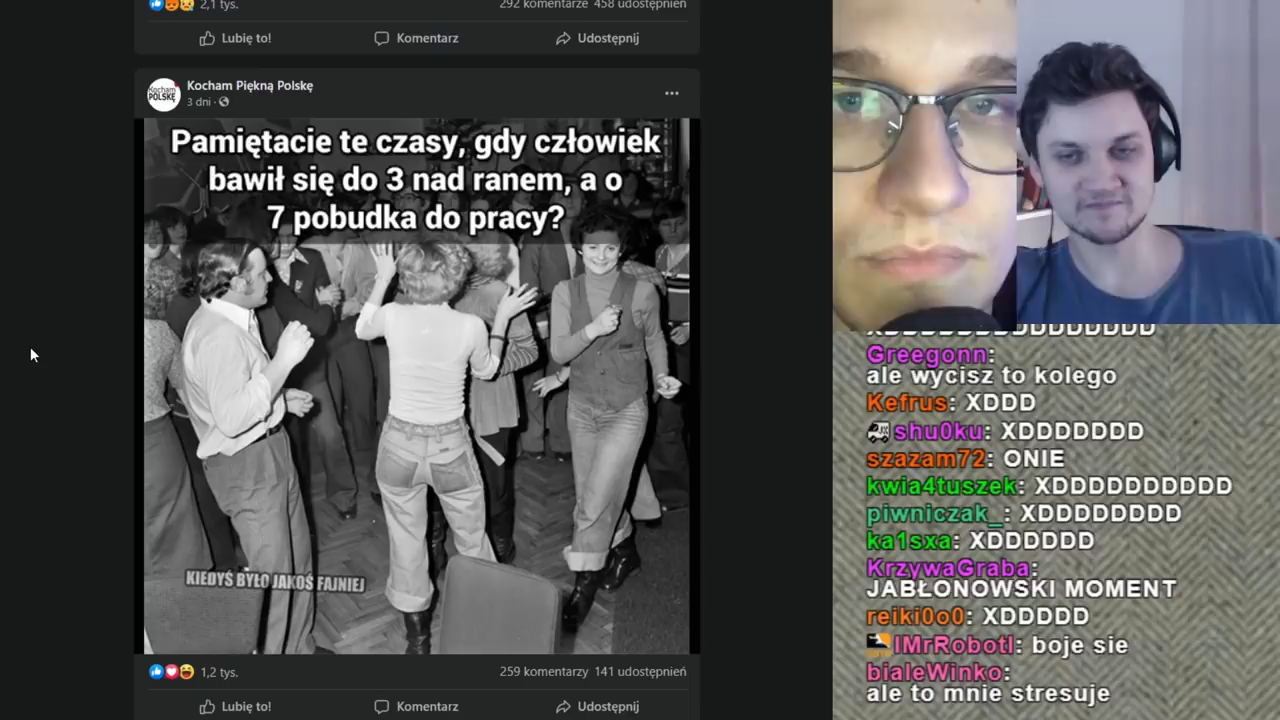 2,1 tys.
292 komentarze 458 udostępnień
Lubię to!
Komentarz
Udostępnij
Kocham Piękną Polskę
3 dni ·
Kocham
POLSKĘ
Pamiętacie te czasy, gdy człowiek
bawił się do 3 nad ranem, a o
7 pobudka do pracy?
KIEDYŚ BYŁO JAKOŚ FAJNIEJ
1,2 tys.
259 komentarzy 141 udostępnień
Lubię to!
Komentarz
Udostępnij
XDDDDDDDDDDDDDDD
Greegonn:
ale wycisz to kolego
Kefrus: XDDD
shu0ku: XDDDDDDD
szazam72: ONIE
kwia4tuszek: XDDDDDDDDDD
piwniczak_: XDDDDDDDD
ka1sxa: XDDDDDD
KrzywaGraba:
JABŁONOWSKI MOMENT
reiki0o0: XDDDDD
IMrRobotI: boje sie
bialeWinko:
ale to mnie stresuje